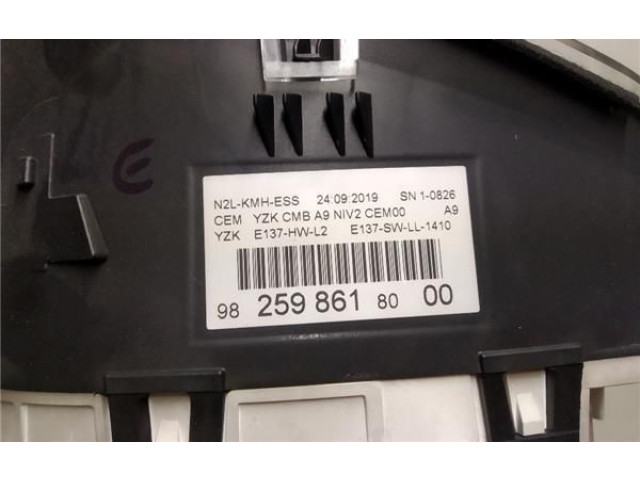 E
N2L-KMH-ESS 24:09:2019 SN 1-0826
CEM YZK CMB A9 NIV2 CEM00 A9
YZK E137-HW-L2 E137-SW-LL-1410
98 259 861 80 00